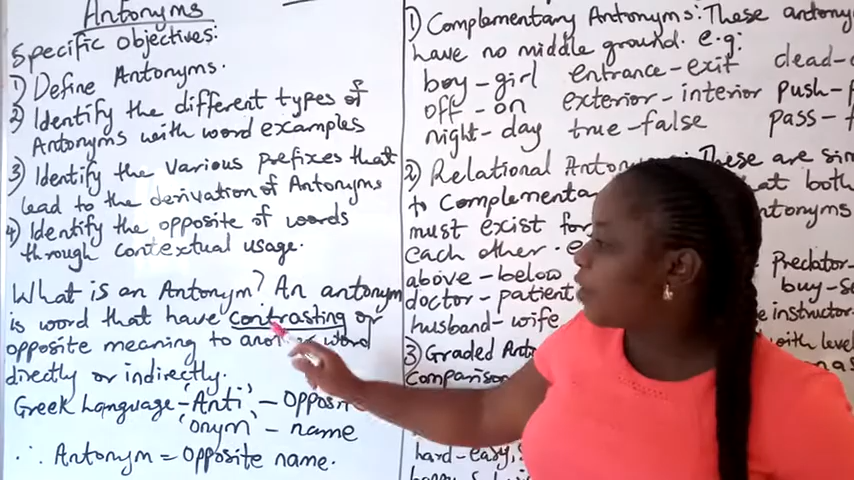 Antonyms
Specific Objectives:
1) Define Antonyms.
2) Identify the different types of
Antonyms with word examples
3) Identify the various prefixes that
lead to the derivation of Antonyms
4) Identify the opposite of words
through contextual usage.
What is an Antonym? An antonym
is word that have contrasting or
opposite meaning to another word
directly or indirectly.
Greek Language - 'Anti' - Opposite
'onym' - name
∴ Antonym = Opposite name.
1) Complementary Antonyms: These antonyms
have no middle ground. e.g:
boy - girl entrance - exit dead -
off - on exterior - interior push -
night - day true - false pass -
2) Relational Antonyms: These are
to Complementary that both
must exist for antonyms
each other.
above - below Predator -
doctor - patient buy -
husband - wife instructor -
3) Graded with
Comparison
hard - easy,